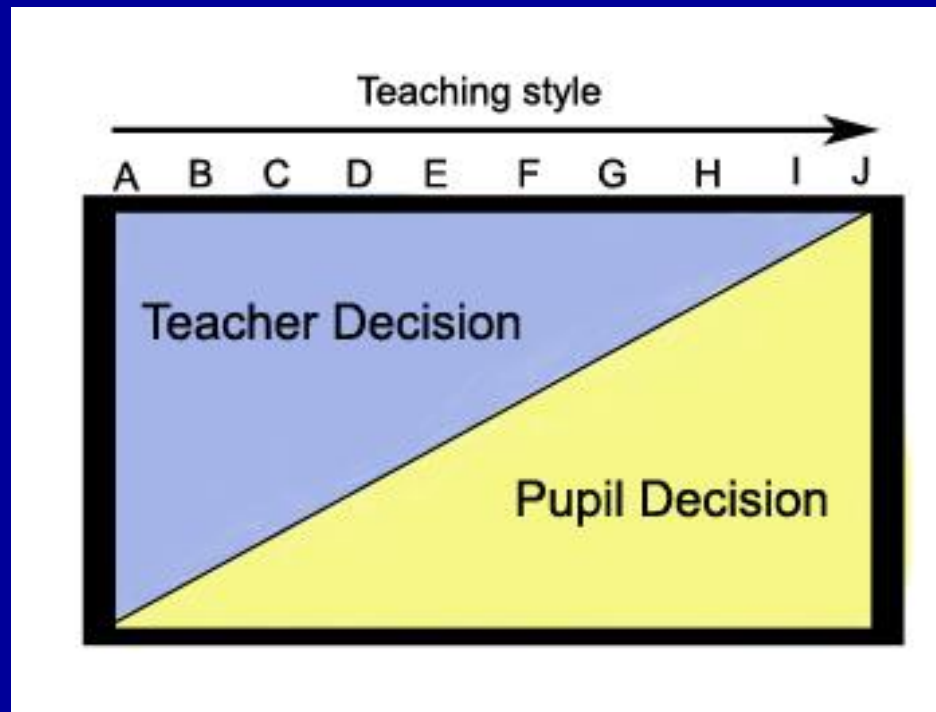 Teaching style
A B C D E F G H I J
Teacher Decision
Pupil Decision